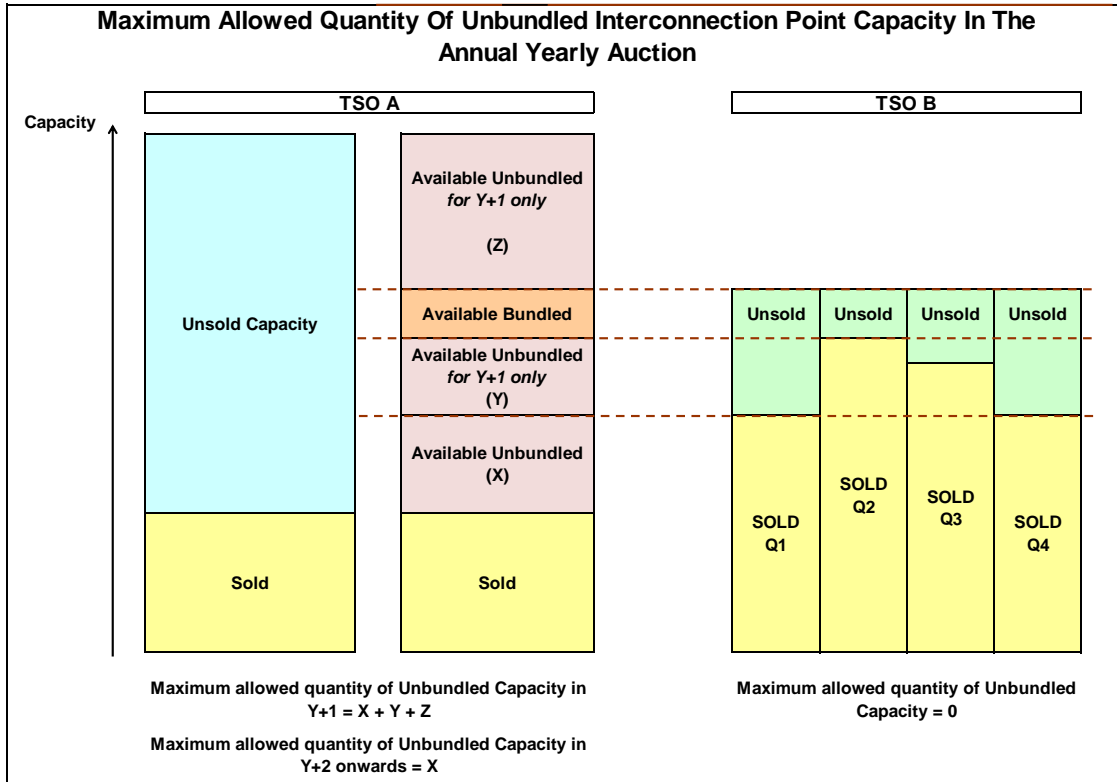 Maximum Allowed Quantity Of Unbundled Interconnection Point Capacity In The
Annual Yearly Auction
TSO A
TSO B
Capacity
Unsold Capacity
Sold
Available Unbundled
for Y+1 only
(Z)
Available Bundled
Available Unbundled
for Y+1 only
(Y)
Available Unbundled
(X)
Sold
Unsold
Unsold
Unsold
Unsold
SOLD
Q1
SOLD
Q2
SOLD
Q3
SOLD
Q4
Maximum allowed quantity of Unbundled Capacity in
Y+1 = X + Y + Z
Maximum allowed quantity of Unbundled Capacity in
Y+2 onwards = X
Maximum allowed quantity of Unbundled
Capacity = 0